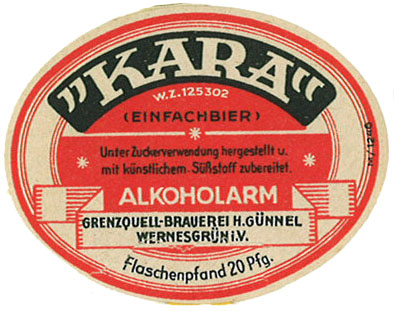 "KARA"
W.Z.125302
(EINFACHBIER)
Unter Zuckerverwendung hergestellt u.
mit künstlichem Süßstoff zubereitet.
ALKOHOLARM
GRENZQUELL-BRAUEREI H.GÜNNEL
WERNESGRÜN i.V.
Flaschenpfand 20 Pfg.